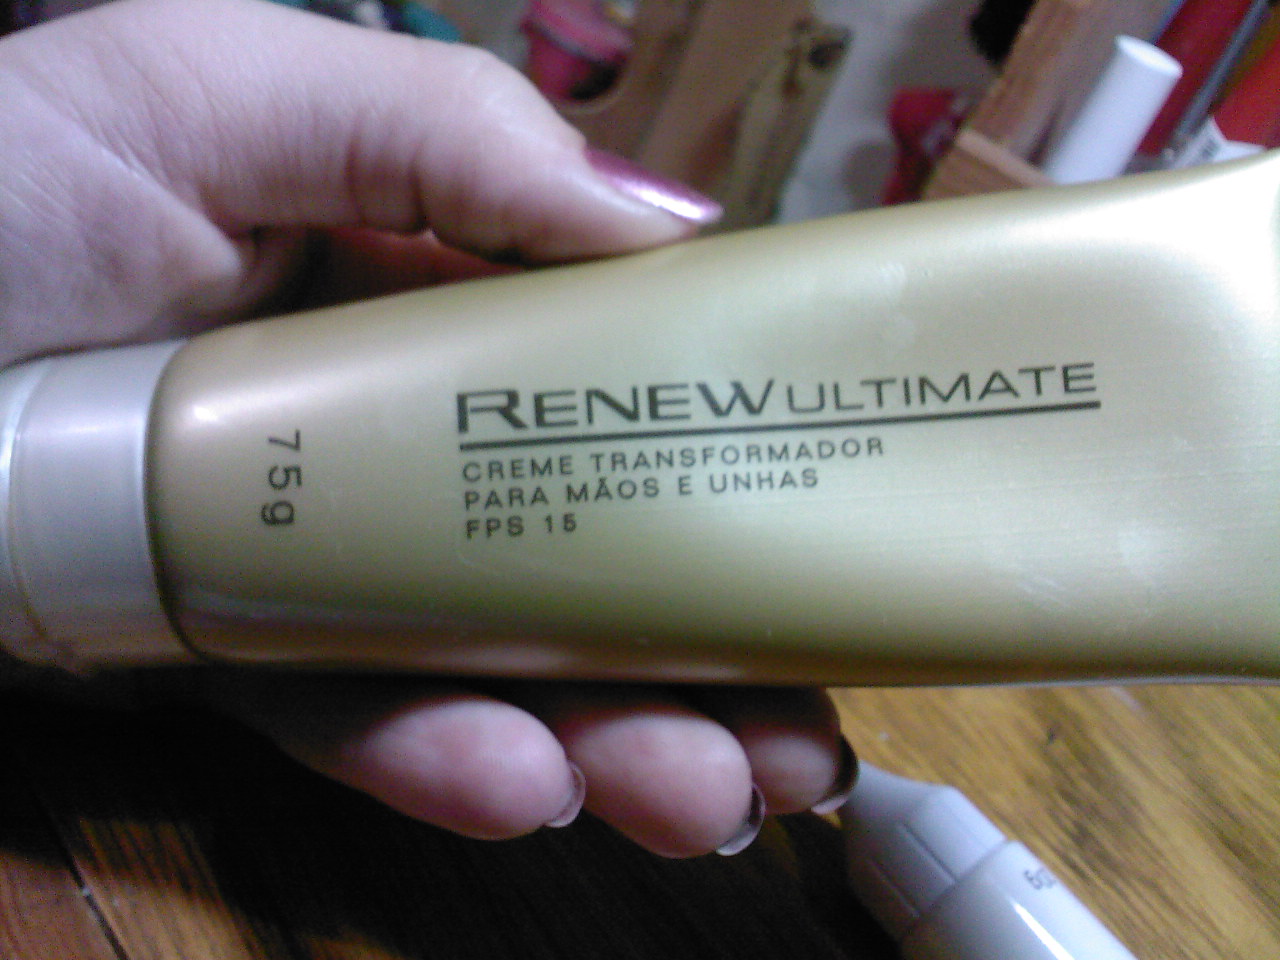 RENEW ULTIMATE
CREME TRANSFORMADOR
PARA MÃOS E UNHAS
FPS 15
75g